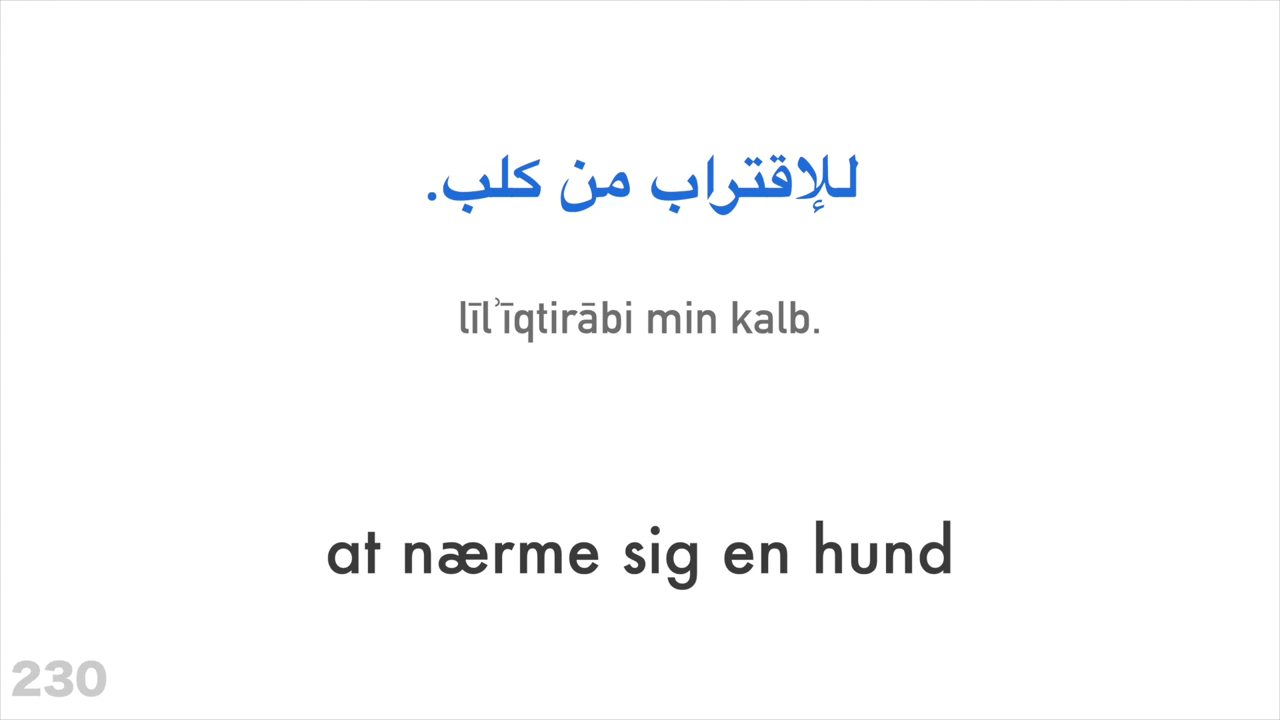 للإقتراب من كلب.
līlʾīqtirābi min kalb.
at nærme sig en hund
230